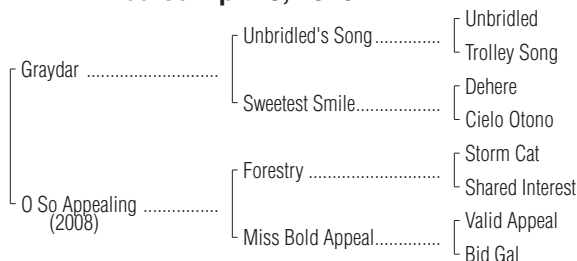 Unbridled
Unbridled's Song
Trolley Song
Graydar
Dehere
Sweetest Smile
Cielo Otono
Storm Cat
Forestry
Shared Interest
O So Appealing
(2008)
Valid Appeal
Miss Bold Appeal
Bid Gal